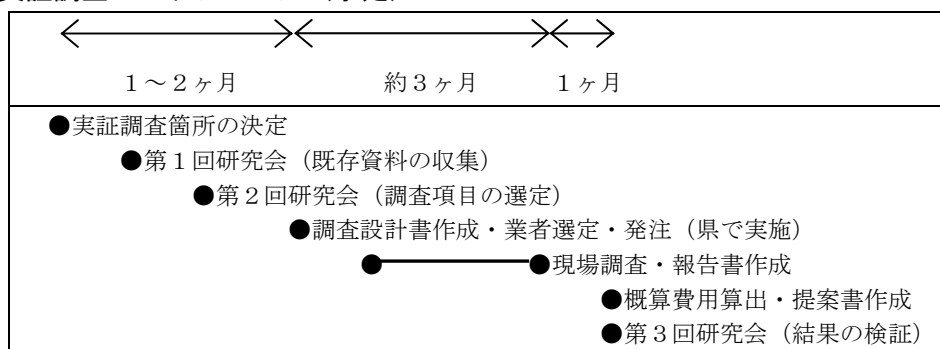 １～２ヶ月 約３ヶ月 １ヶ月
●実証調査箇所の決定
●第１回研究会（既存資料の収集）
●第２回研究会（調査項目の選定）
●調査設計書作成・業者選定・発注（県で実施）
●現場調査・報告書作成
●概算費用算出・提案書作成
●第３回研究会（結果の検証）